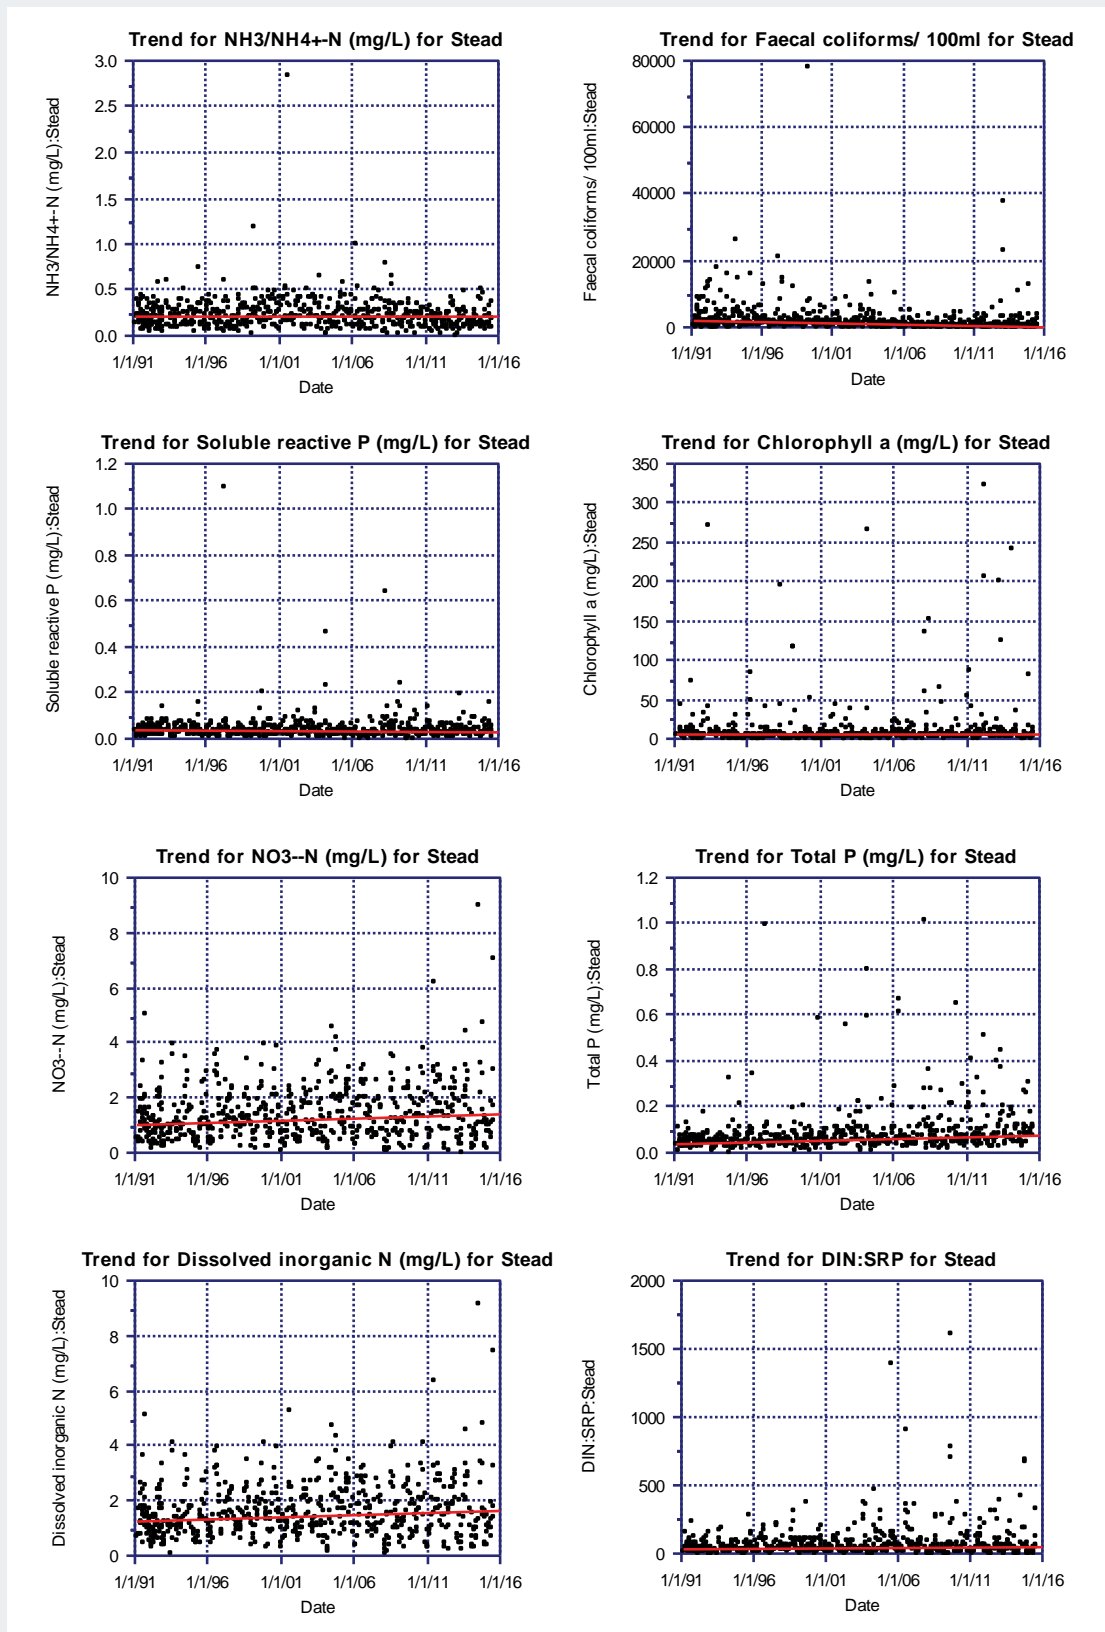 Trend for NH3/NH4+-N (mg/L) for Stead
3.0
2.5
2.0
1.5
1.0
0.5
0.0
NH3/NH4+-N (mg/L):Stead
1/1/91 1/1/96 1/1/01 1/1/06 1/1/11 1/1/16
Date
Trend for Faecal coliforms/ 100ml for Stead
80000
60000
40000
20000
0
Faecal coliforms/ 100ml:Stead
1/1/91 1/1/96 1/1/01 1/1/06 1/1/11 1/1/16
Date
Trend for Soluble reactive P (mg/L) for Stead
1.2
1.0
0.8
0.6
0.4
0.2
0.0
Soluble reactive P (mg/L):Stead
1/1/91 1/1/96 1/1/01 1/1/06 1/1/11 1/1/16
Date
Trend for Chlorophyll a (mg/L) for Stead
350
300
250
200
150
100
50
0
Chlorophyll a (mg/L):Stead
1/1/91 1/1/96 1/1/01 1/1/06 1/1/11 1/1/16
Date
Trend for NO3--N (mg/L) for Stead
10
8
6
4
2
0
NO3--N (mg/L):Stead
1/1/91 1/1/96 1/1/01 1/1/06 1/1/11 1/1/16
Date
Trend for Total P (mg/L) for Stead
1.2
1.0
0.8
0.6
0.4
0.2
0.0
Total P (mg/L):Stead
1/1/91 1/1/96 1/1/01 1/1/06 1/1/11 1/1/16
Date
Trend for Dissolved inorganic N (mg/L) for Stead
10
8
6
4
2
0
Dissolved inorganic N (mg/L):Stead
1/1/91 1/1/96 1/1/01 1/1/06 1/1/11 1/1/16
Date
Trend for DIN:SRP for Stead
2000
1500
1000
500
0
DIN:SRP:Stead
1/1/91 1/1/96 1/1/01 1/1/06 1/1/11 1/1/16
Date